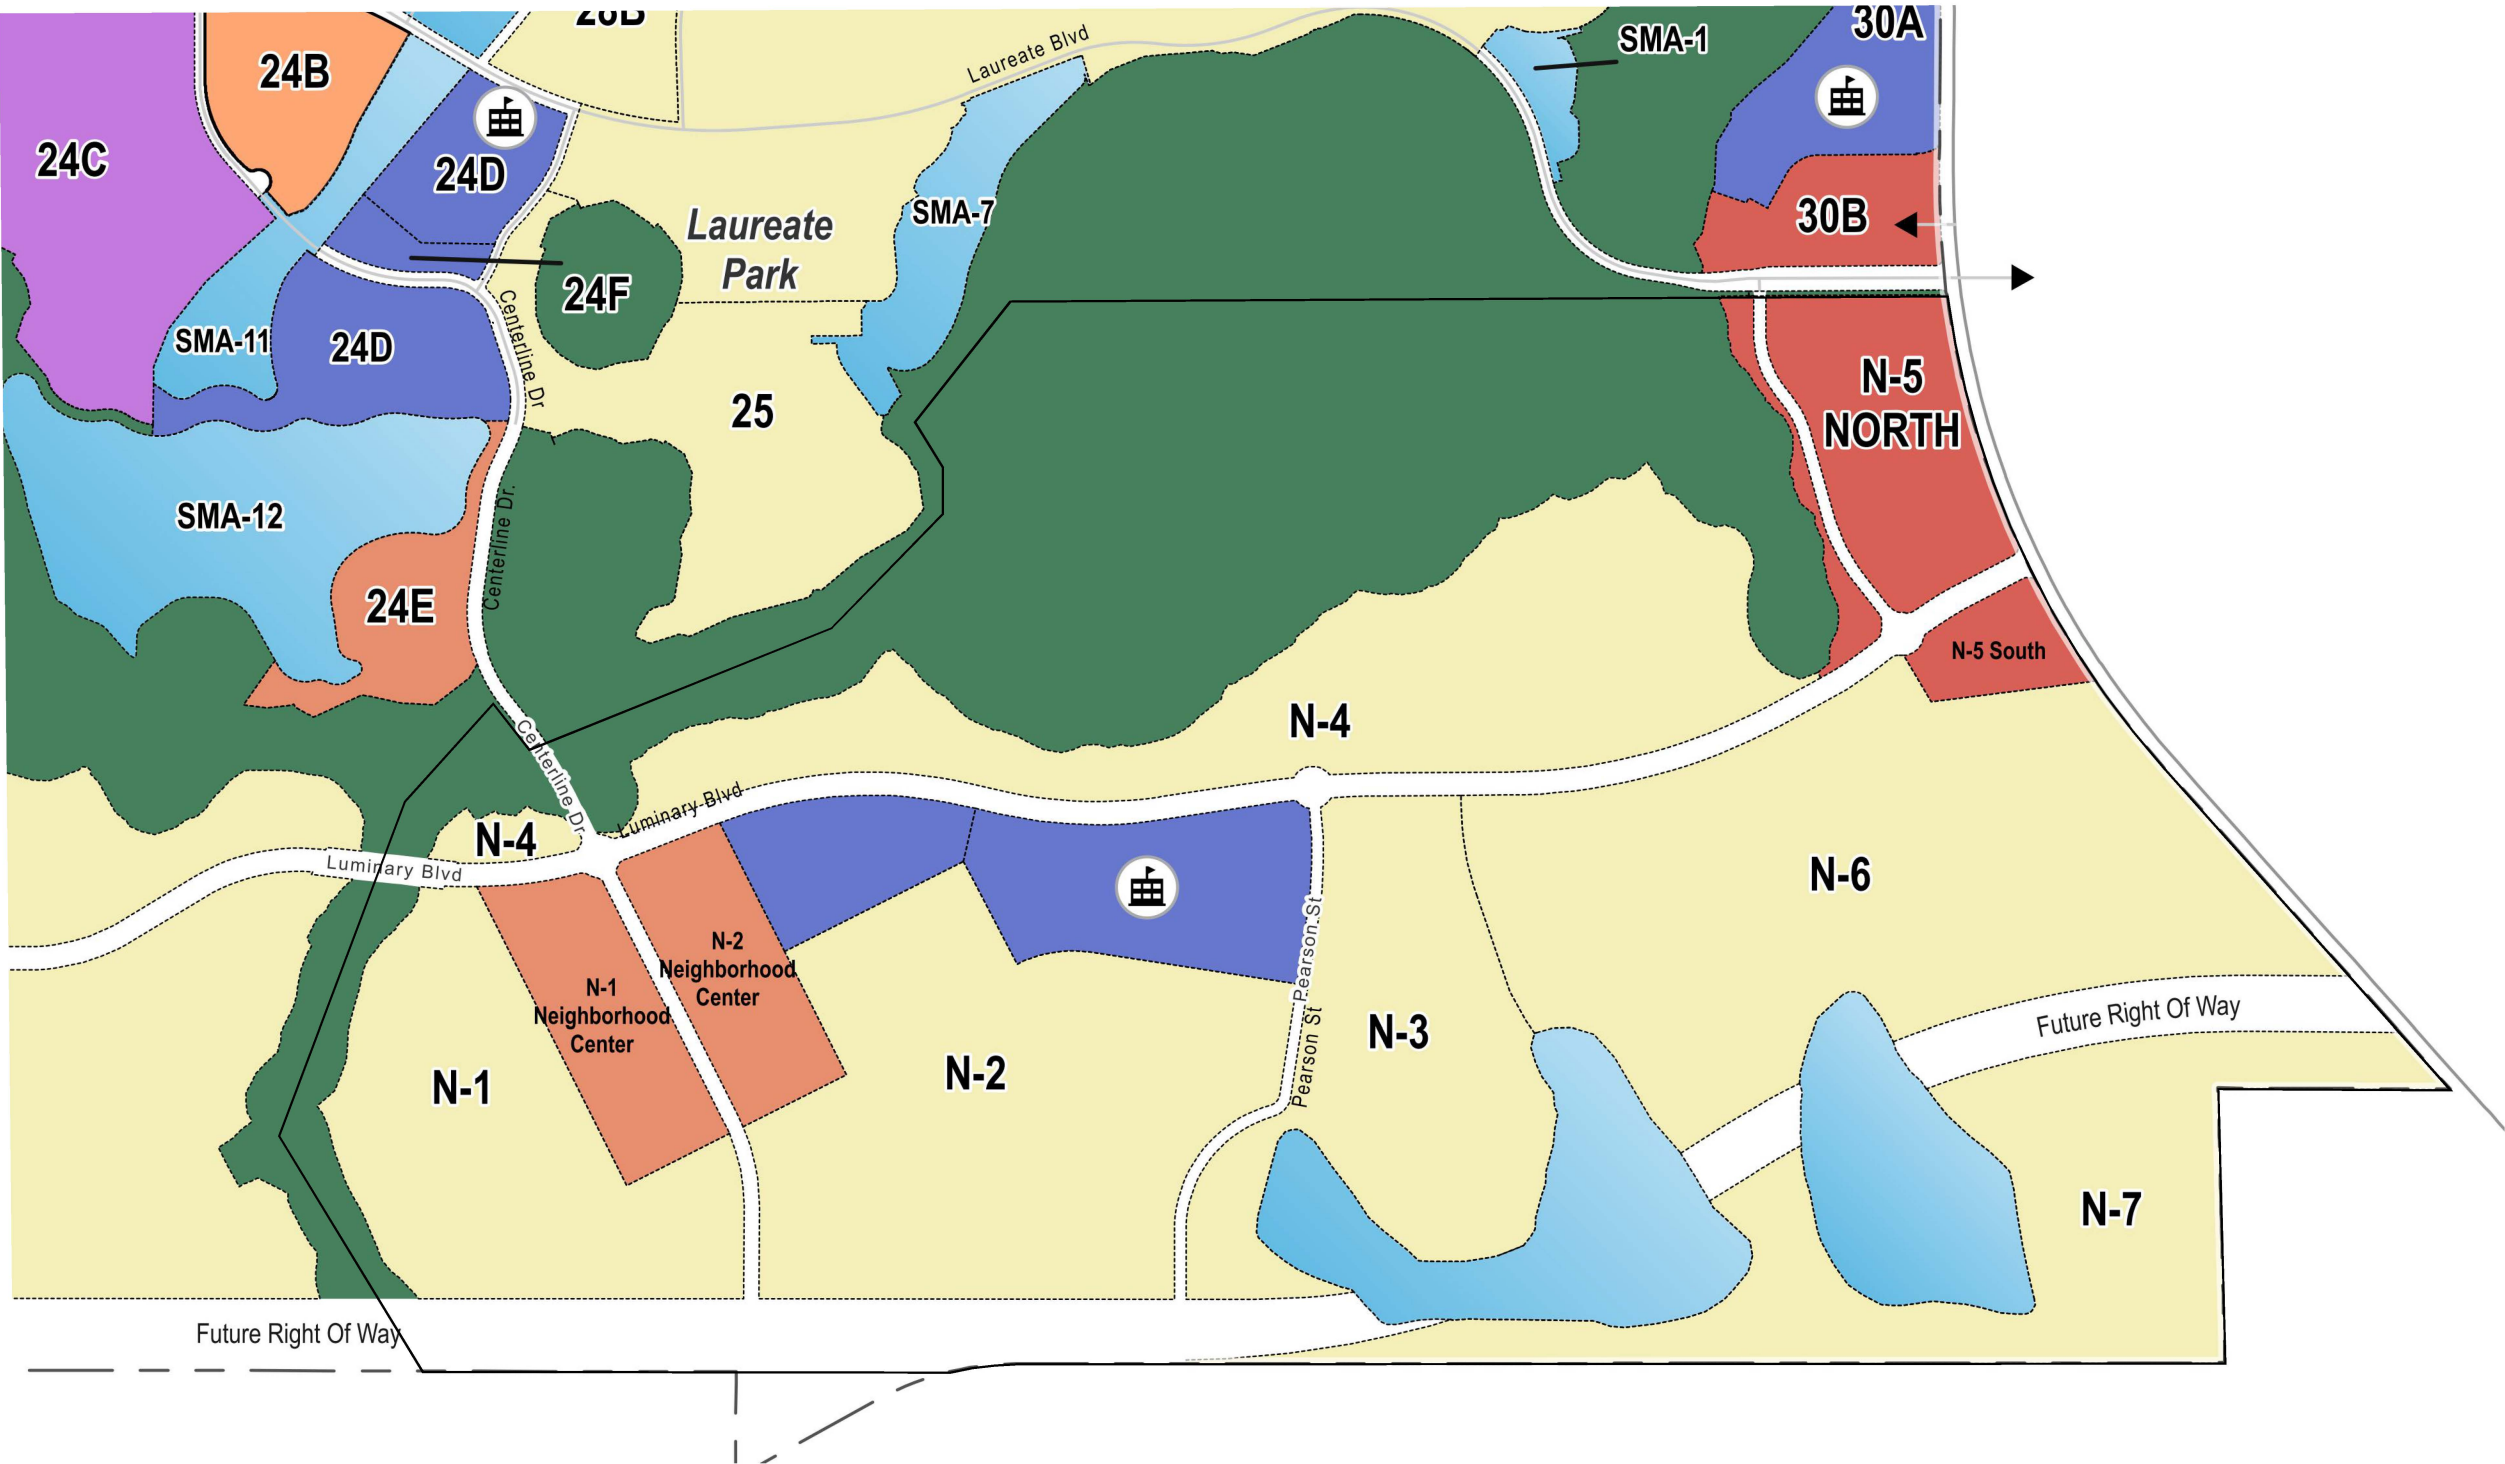 28B
30A
SMA-1
Laureate Blvd
24B
24C
24D
SMA-7
30B
Laureate
Park
24F
SMA-11
24D
Centerline Dr
25
N-5
NORTH
SMA-12
Centerline Dr.
24E
N-5 South
N-4
Centerline Dr
Luminary Blvd
N-4
Luminary Blvd
N-6
N-2
Neighborhood
Center
Pearson St
N-1
Neighborhood
Center
Future Right Of Way
N-3
Pearson St
N-2
N-1
N-7
Future Right Of Way